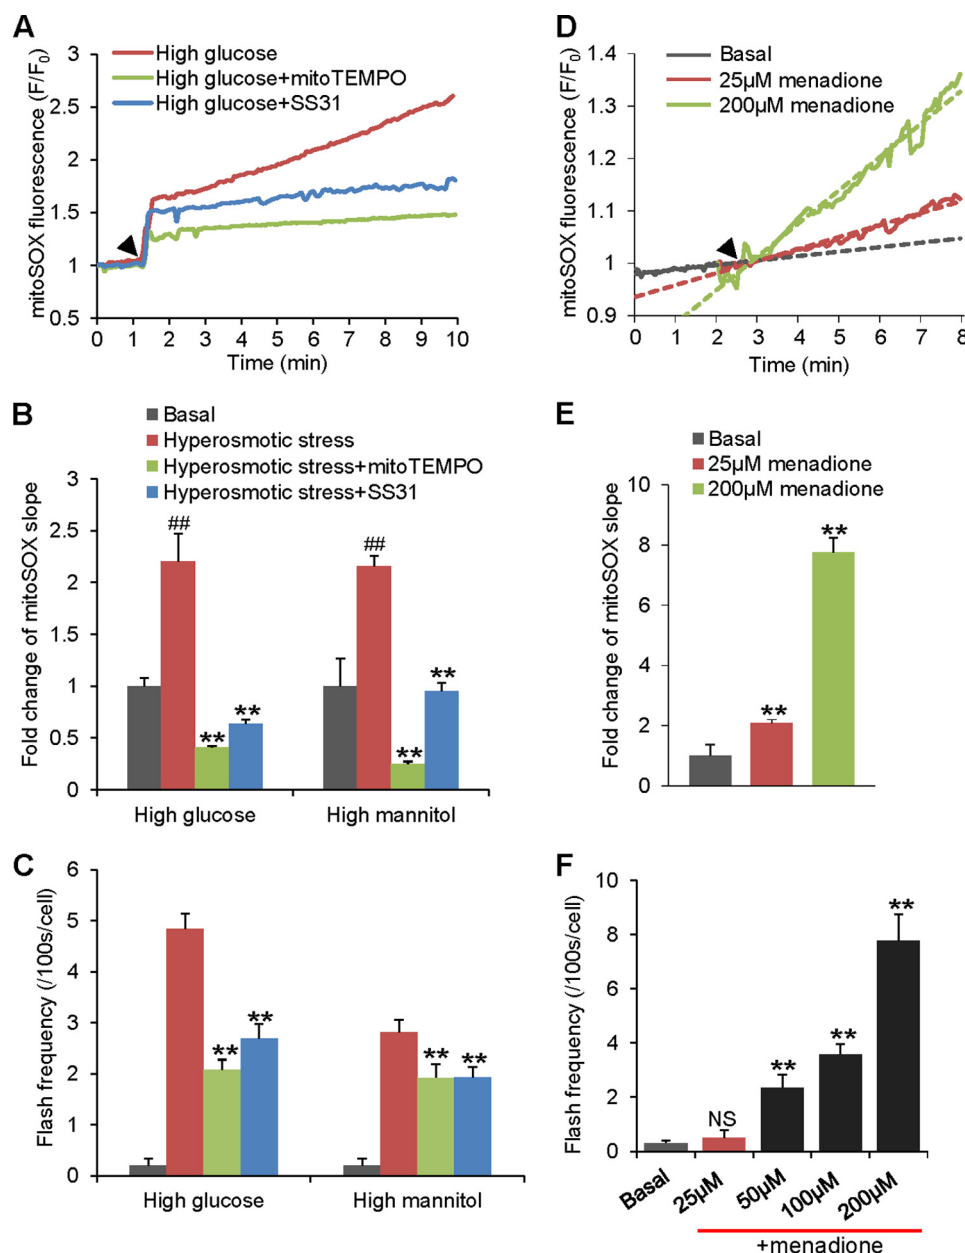 A
mitoSOX fluorescence (F/F0)
3
2.5
2
1.5
1
0.5
High glucose
High glucose+mitoTEMPO
High glucose+SS31
0 1 2 3 4 5 6 7 8 9 10
Time (min)
D
mitoSOX fluorescence (F/F0)
1.4
1.3
1.2
1.1
1
0.9
Basal
25µM menadione
200µM menadione
0 1 2 3 4 5 6 7 8
Time (min)
B
Basal
Hyperosmotic stress
Hyperosmotic stress+mitoTEMPO
Hyperosmotic stress+SS31
Fold change of mitoSOX slope
3
2.5
2
1.5
1
0.5
0
## ** **
## ** **
High glucose High mannitol
E
Basal
25µM menadione
200µM menadione
Fold change of mitoSOX slope
10
8
6
4
2
0
** **
C
Flash frequency (/100s/cell)
6
5
4
3
2
1
0
** ** ** **
High glucose High mannitol
F
Flash frequency (/100s/cell)
10
8
6
4
2
0
NS ** ** **
Basal 25µM 50µM 100µM 200µM
+menadione